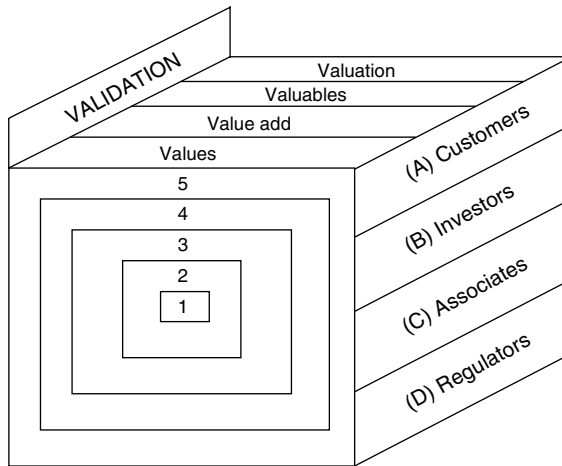 VALIDATION
Valuation
Valuables
Value add
Values
(A) Customers
(B) Investors
(C) Associates
(D) Regulators
5
4
3
2
1